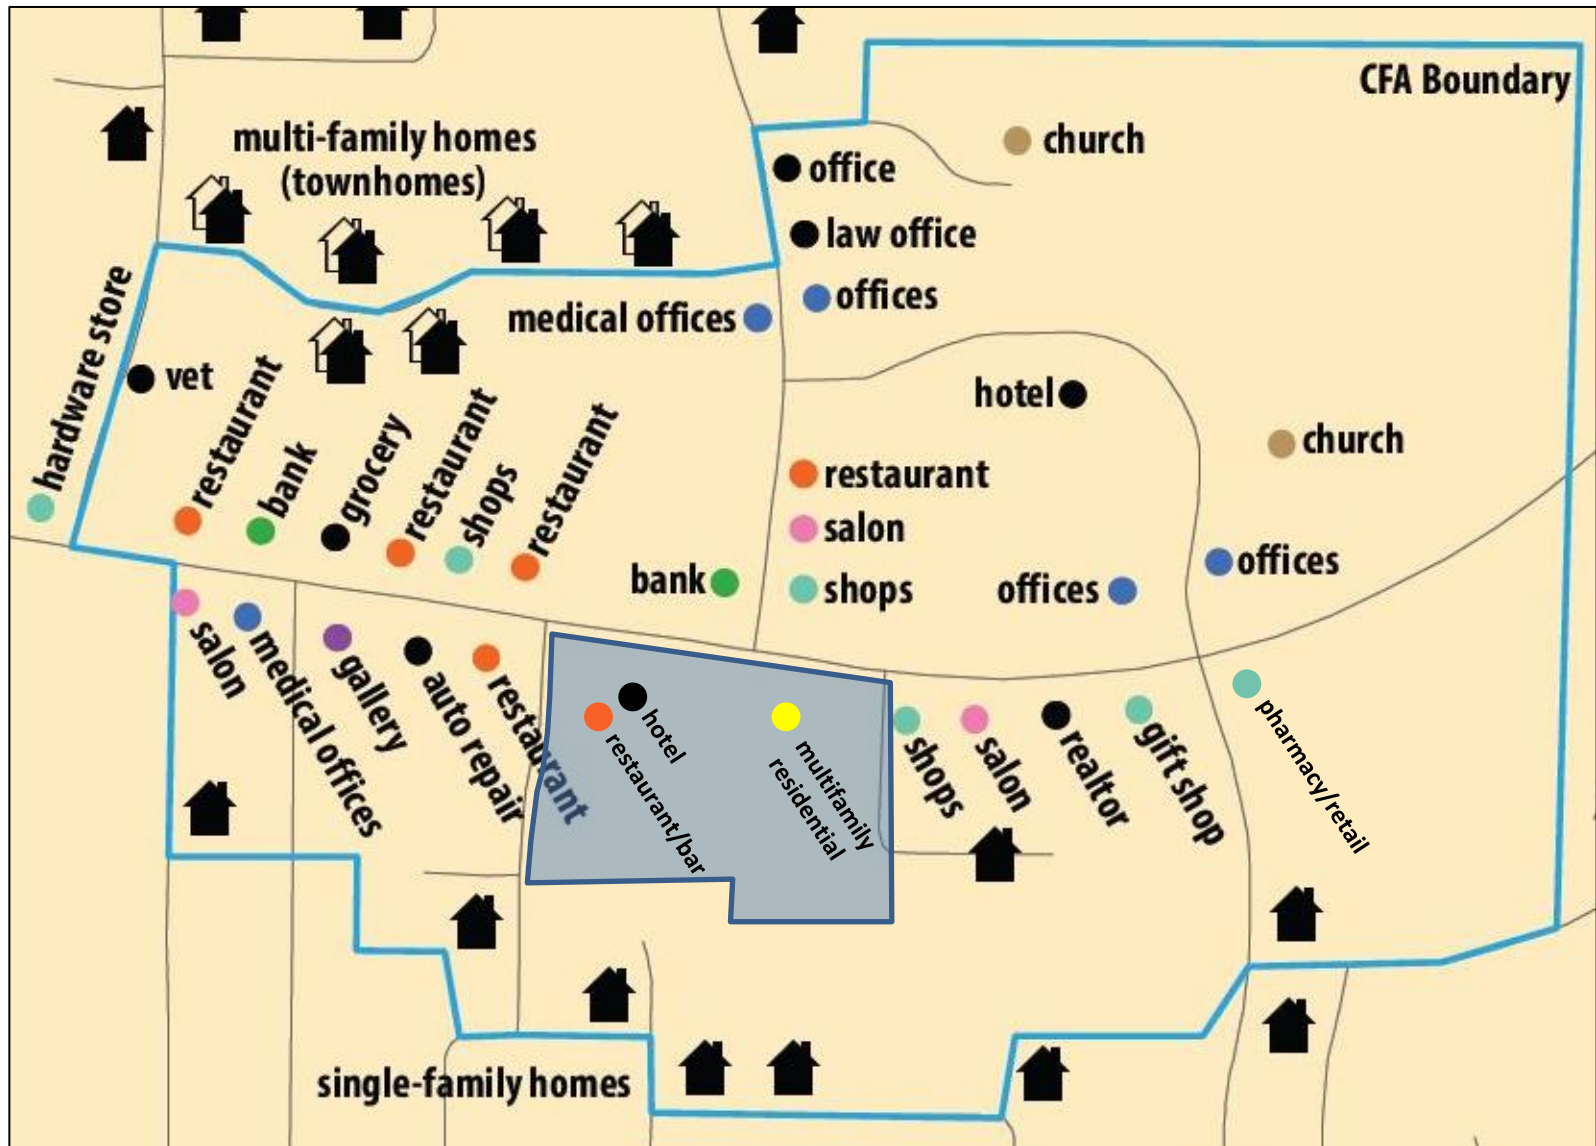 CFA Boundary
church
multi-family homes
(townhomes)
office
law office
offices
medical offices
hardware store
vet
restaurant
bank
grocery
restaurant
shops
restaurant
hotel
church
restaurant
salon
shops
bank
offices
offices
salon
medical offices
gallery
auto repair
restaurant
hotel
restaurant/bar
multifamily
residential
shops
salon
realtor
gift shop
pharmacy/retail
single-family homes